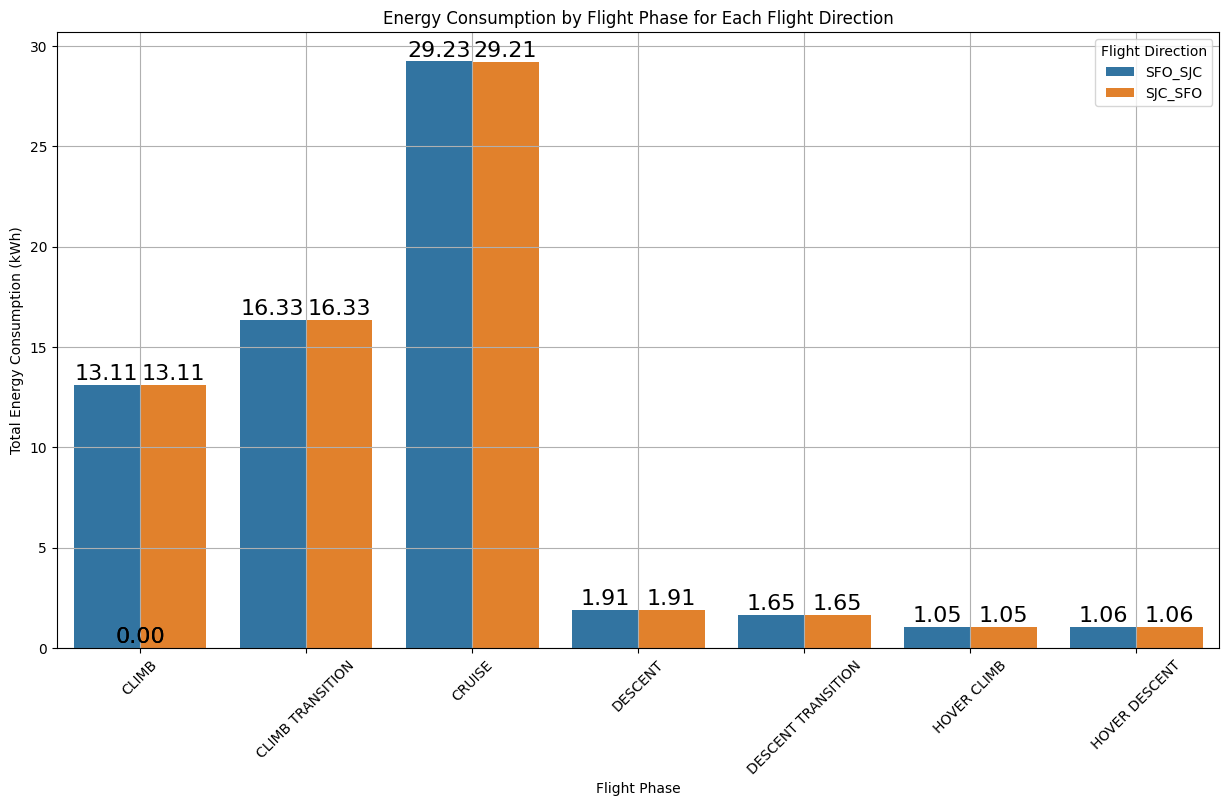 Energy Consumption by Flight Phase for Each Flight Direction
Flight Direction
SFO_SJC
SJC_SFO
Total Energy Consumption (kWh)
30
25
20
15
10
5
0
13.11 13.11
0.00
16.33 16.33
29.23 29.21
1.91 1.91
1.65 1.65
1.05 1.05
1.06 1.06
CLIMB
CLIMB TRANSITION
CRUISE
DESCENT
DESCENT TRANSITION
HOVER CLIMB
HOVER DESCENT
Flight Phase